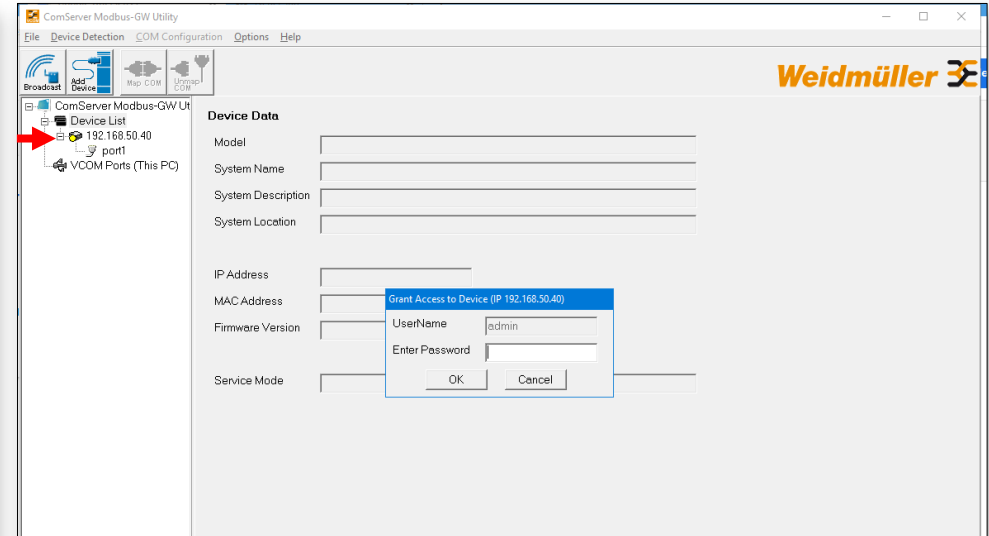 ComServer Modbus-GW Utility
File Device Detection COM Configuration Options Help
Broadcast
Add Device
Map COM
Unmap COM
Weidmüller
ComServer Modbus-GW Ut
Device List
192.168.50.40
port1
VCOM Ports (This PC)
Device Data
Model
System Name
System Description
System Location
IP Address
MAC Address
Firmware Version
Service Mode
Grant Access to Device (IP 192.168.50.40)
UserName admin
Enter Password
OK Cancel